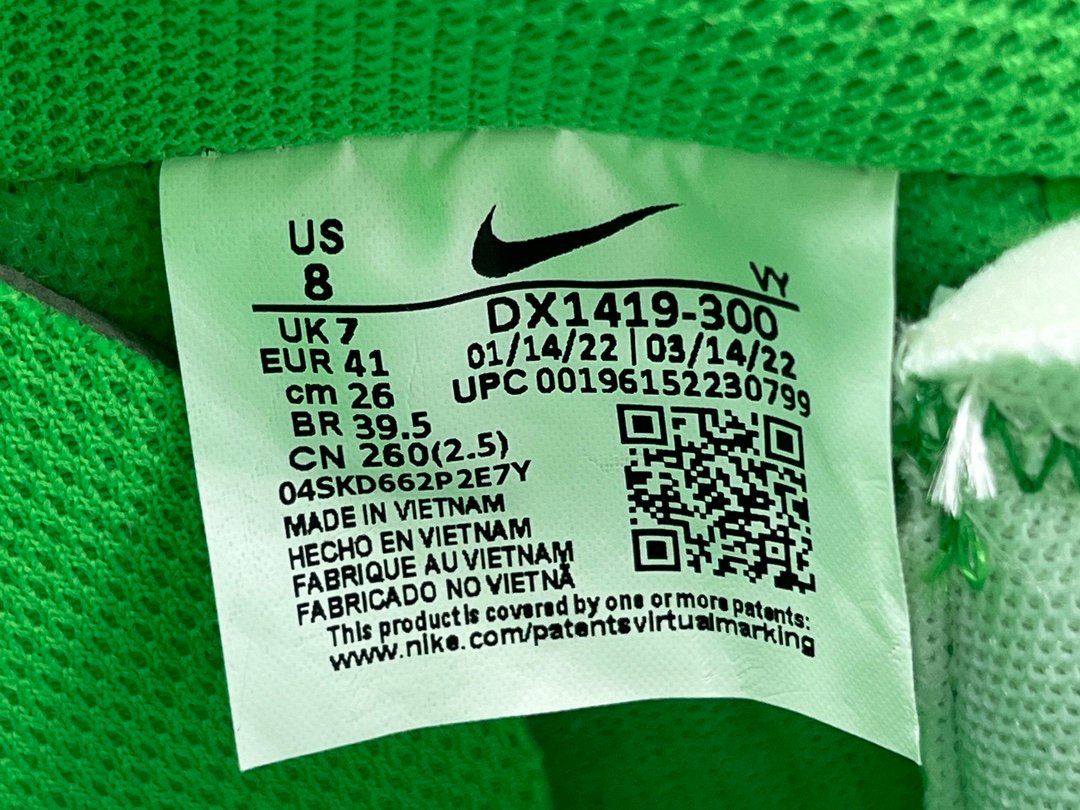 US
8
VY
UK 7
EUR 41
cm 26
BR 39.5
CN 260(2.5)
DX1419-300
01/14/22 | 03/14/22
UPC 00196152230799
04SKD662P2E7Y
MADE IN VIETNAM
HECHO EN VIETNAM
FABRIQUE AU VIETNAM
FABRICADO NO VIETNÃ
This product is covered by one or more patents:
www.nike.com/patentsvirtualmarking